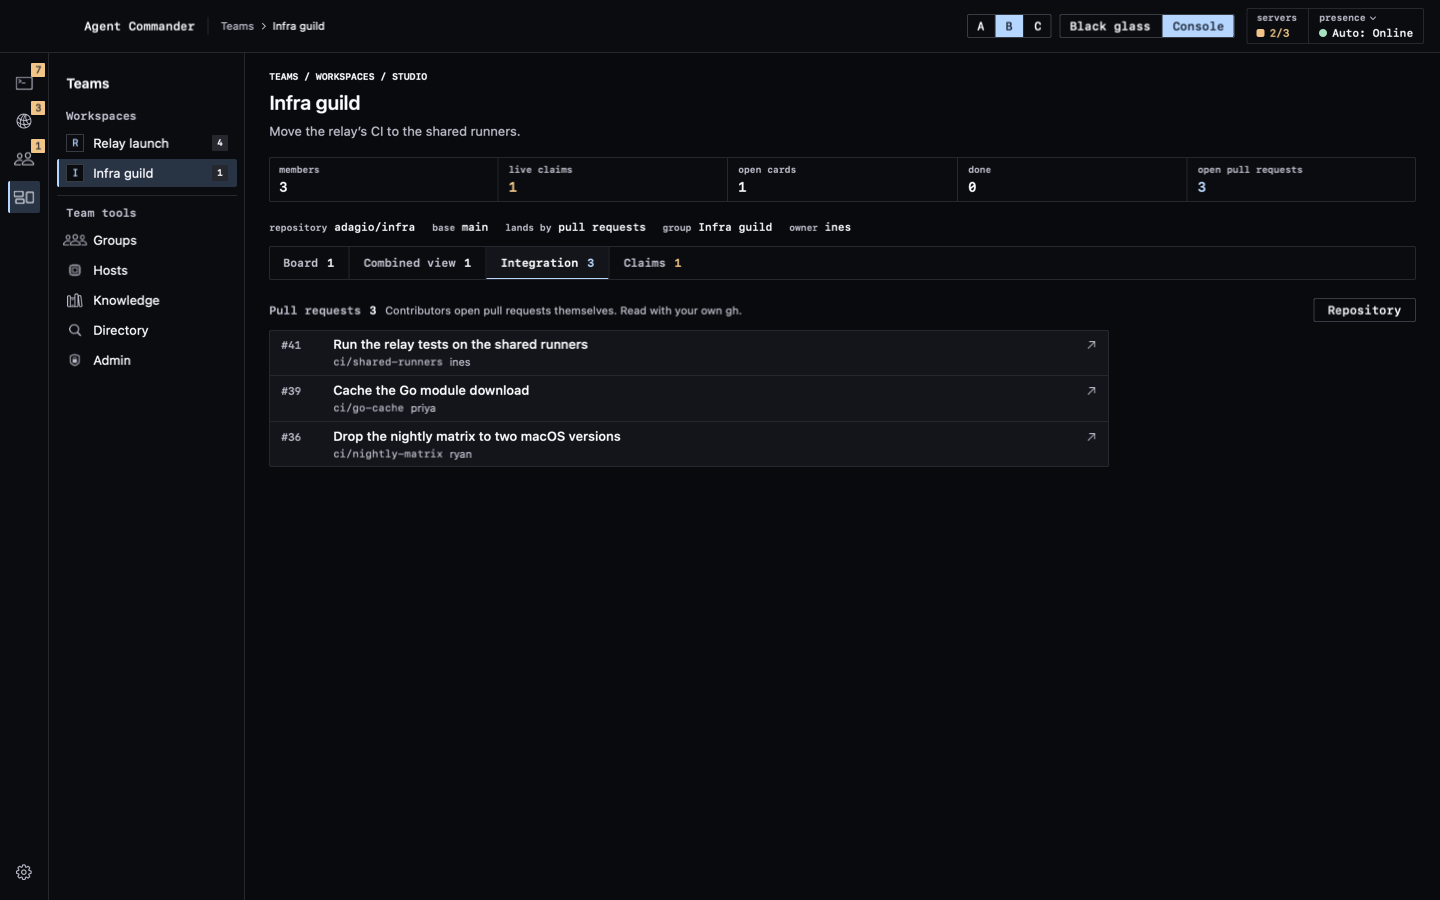 Agent Commander
Teams > Infra guild
A B C
Black glass Console
servers
2/3
presence
Auto: Online
7
3
1
Teams
Workspaces
R Relay launch 4
I Infra guild 1
Team tools
Groups
Hosts
Knowledge
Directory
Admin
TEAMS / WORKSPACES / STUDIO
Infra guild
Move the relay’s CI to the shared runners.
members
3
live claims
1
open cards
1
done
0
open pull requests
3
repository adagio/infra base main lands by pull requests group Infra guild owner ines
Board 1 Combined view 1 Integration 3 Claims 1
Pull requests 3 Contributors open pull requests themselves. Read with your own gh.
Repository
#41 Run the relay tests on the shared runners
ci/shared-runners ines
#39 Cache the Go module download
ci/go-cache priya
#36 Drop the nightly matrix to two macOS versions
ci/nightly-matrix ryan